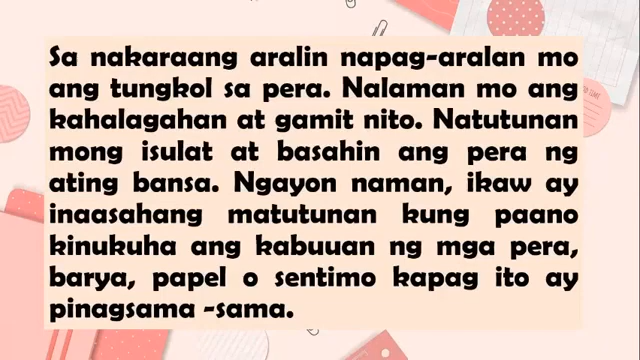 Sa nakaraang aralin napag-aralan mo
ang tungkol sa pera. Nalaman mo ang
kahalagahan at gamit nito. Natutunan
mong isulat at basahin ang pera ng
ating bansa. Ngayon naman, ikaw ay
inaasahang matutunan kung paano
kinukuha ang kabuuan ng mga pera,
barya, papel o sentimo kapag ito ay
pinagsama -sama.